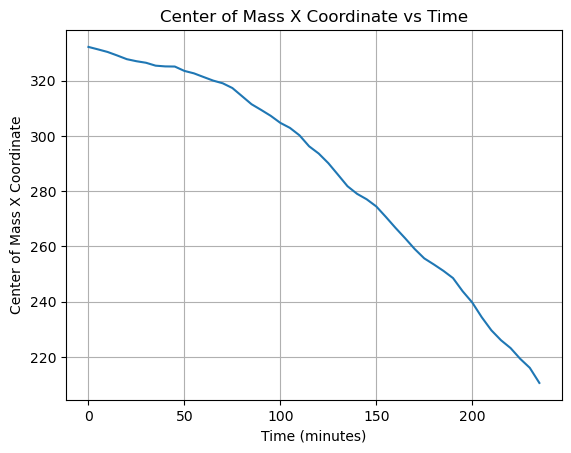 Center of Mass X Coordinate vs Time
Center of Mass X Coordinate
320
300
280
260
240
220
0 50 100 150 200
Time (minutes)